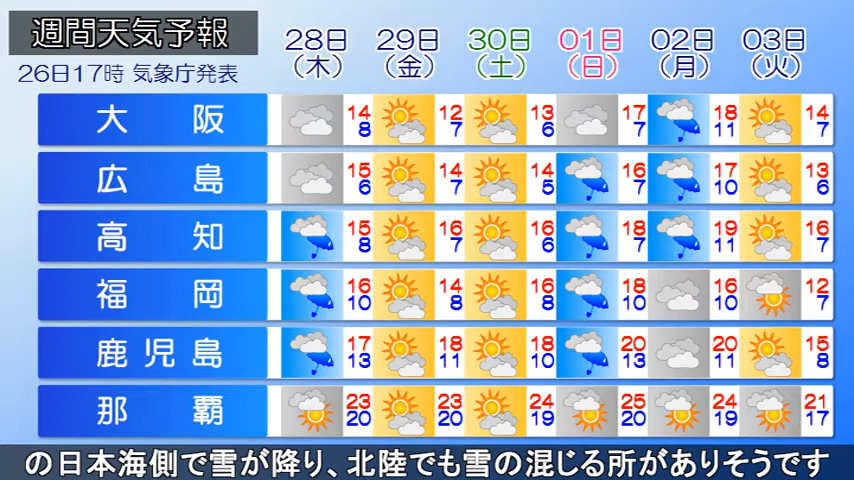 週間天気予報
26日17時 気象庁発表
28日 29日 30日 01日 02日 03日
(木) (金) (土) (日) (月) (火)
大阪 14 12 13 17 18 14
8 7 6 7 11 7
広島 15 14 14 16 17 13
6 7 5 7 10 6
高知 15 16 16 18 19 16
8 7 6 7 11 7
福岡 16 14 16 18 16 12
10 8 8 10 10 7
鹿児島 17 18 18 20 20 15
13 11 10 13 11 8
那覇 23 23 24 25 24 21
20 20 19 20 19 17
の日本海側で雪が降り、北陸でも雪の混じる所がありそうです